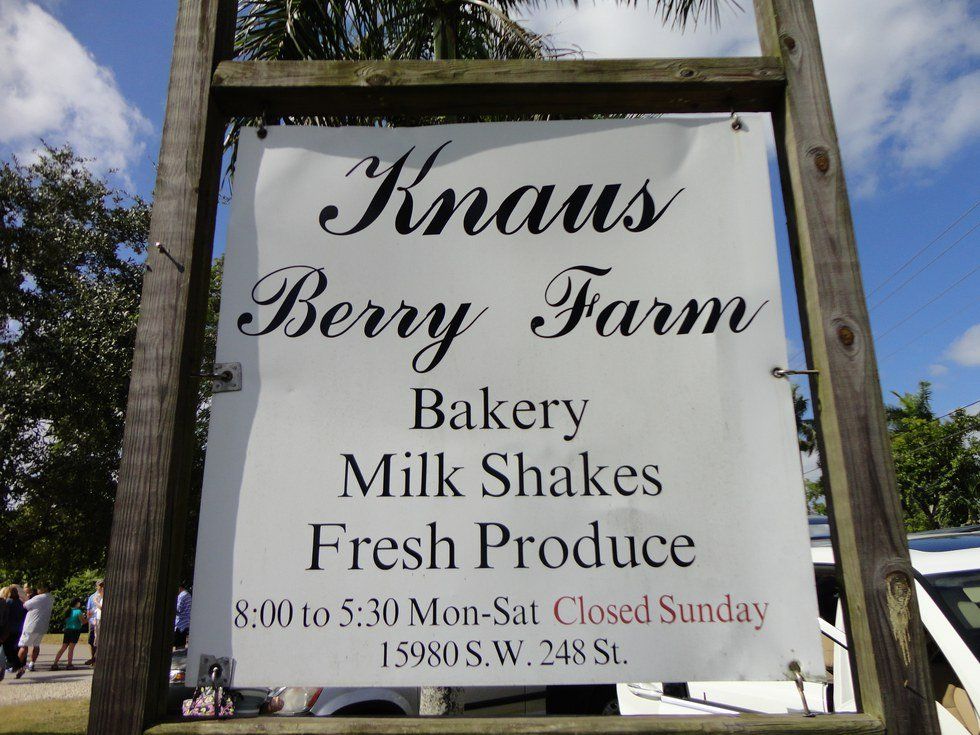 Knaus
Berry Farm
Bakery
Milk Shakes
Fresh Produce
8:00 to 5:30 Mon-Sat Closed Sunday
15980 S.W. 248 St.